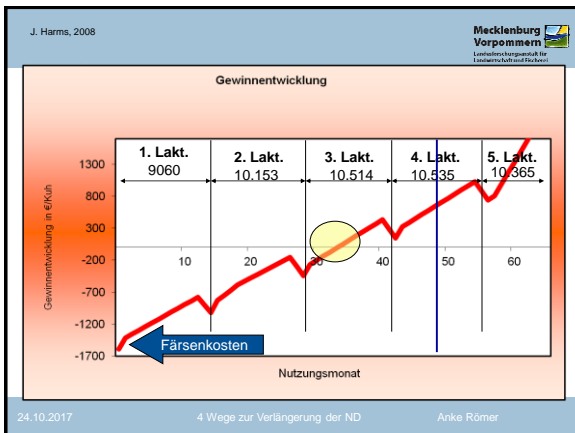 J. Harms, 2008
Mecklenburg
Vorpommern
Landesforschungsanstalt für
Landwirtschaft und Fischerei
Gewinnentwicklung
1. Lakt.
9060
2. Lakt.
10.153
3. Lakt.
10.514
4. Lakt.
10.535
5. Lakt.
10.365
Gewinnentwicklung in €/Kuh
1300
800
300
-200
-700
-1200
-1700
10
20
30
40
50
60
Färsenkosten
Nutzungsmonat
24.10.2017
4 Wege zur Verlängerung der ND
Anke Römer